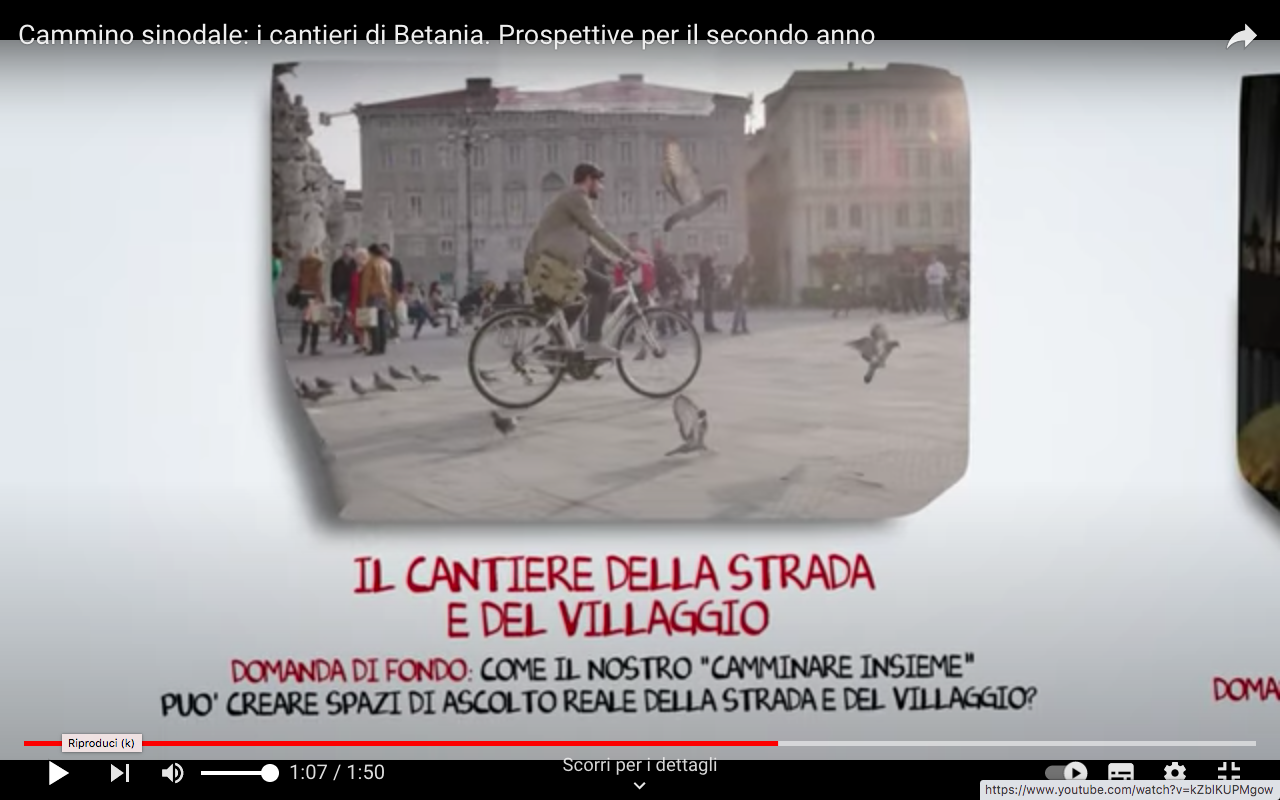 Cammino sinodale: i cantieri di Betania. Prospettive per il secondo anno
IL CANTIERE DELLA STRADA
E DEL VILLAGGIO
DOMANDA DI FONDO: COME IL NOSTRO "CAMMINARE INSIEME"
PUO' CREARE SPAZI DI ASCOLTO REALE DELLA STRADA E DEL VILLAGGIO?
DOMA
Riproduci (k)
1:07 / 1:50
Scorri per i dettagli
https://www.youtube.com/watch?v=kZblKUPMgow